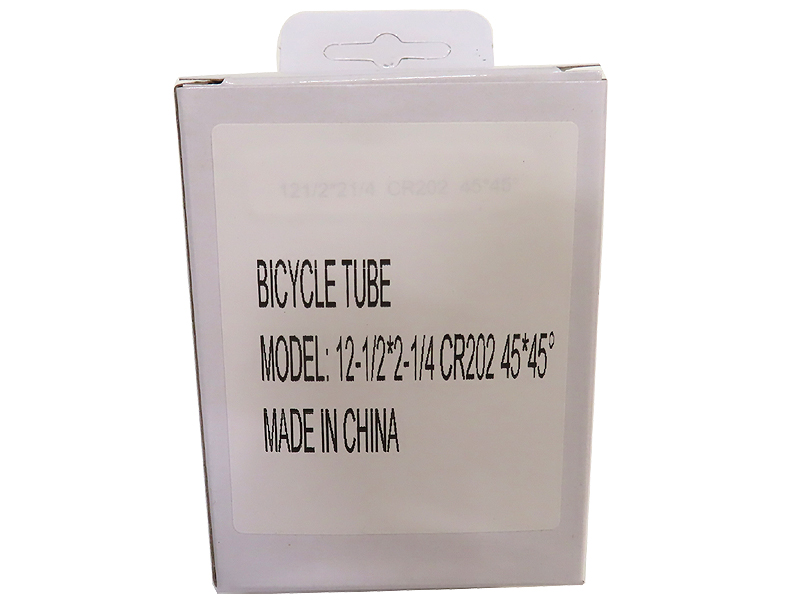 121/2*21/4 CR202 45*45°
BICYCLE TUBE
MODEL: 12-1/2*2-1/4 CR202 45*45°
MADE IN CHINA